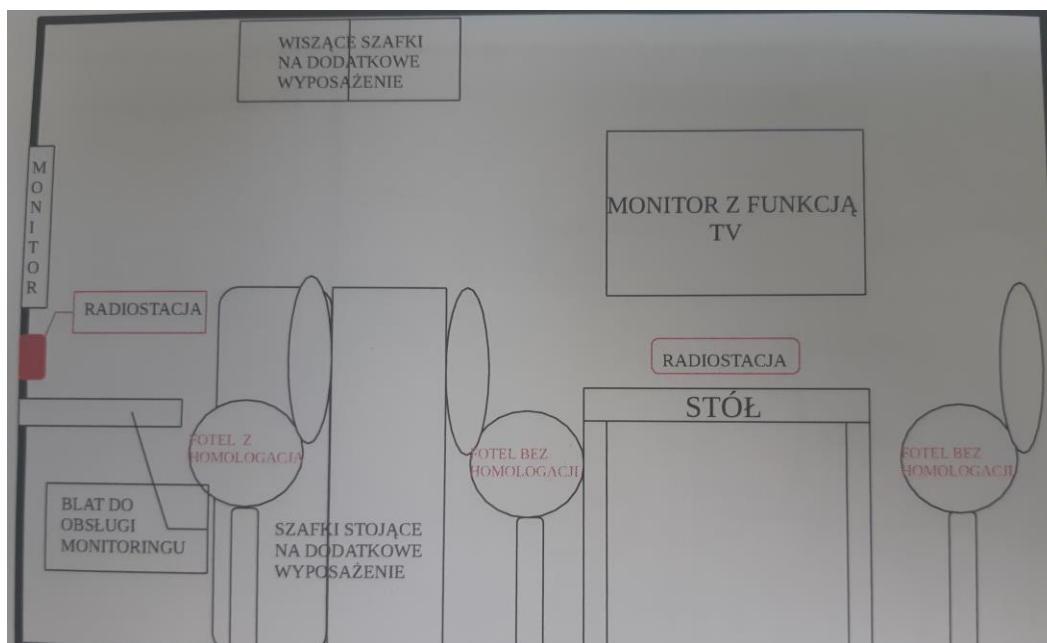 WISZĄCE SZAFKI
NA DODATKOWE
WYPOSAŻENIE
MONITOR
MONITOR Z FUNKCJĄ
TV
RADIOSTACJA
RADIOSTACJA
STÓŁ
FOTEL Z
HOMOLOGACJĄ
FOTEL BEZ
HOMOLOGACJI
FOTEL BEZ
HOMOLOGACJI
BLAT DO
OBSŁUGI
MONITORINGU
SZAFKI STOJĄCE
NA DODATKOWE
WYPOSAŻENIE